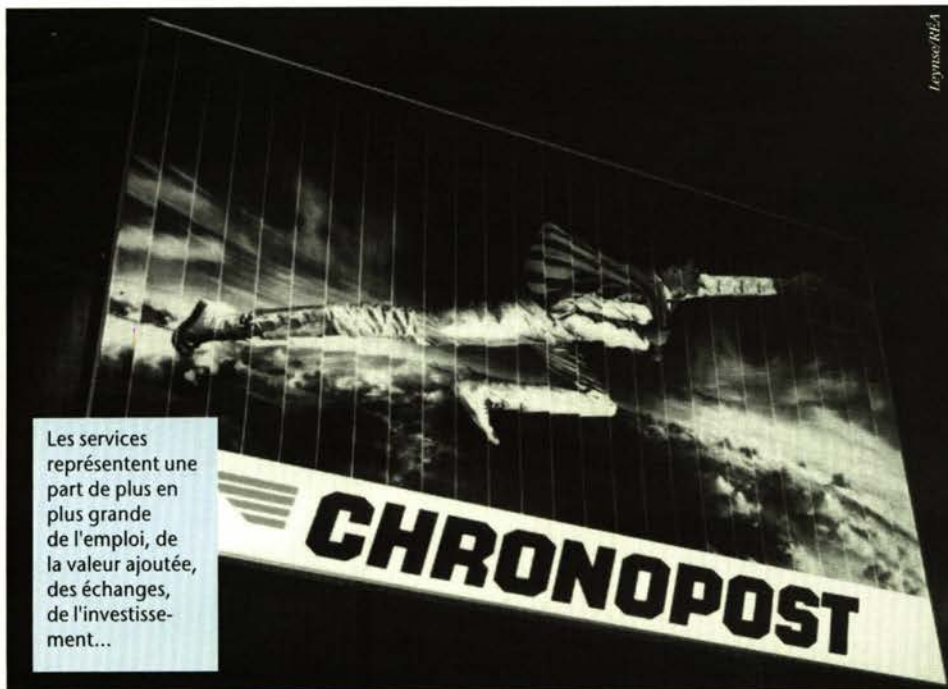 Leynse/RÉA
Les services
représentent une
part de plus en
plus grande
de l'emploi, de
la valeur ajoutée,
des échanges,
de l'investisse-
ment...
CHRONOPOST